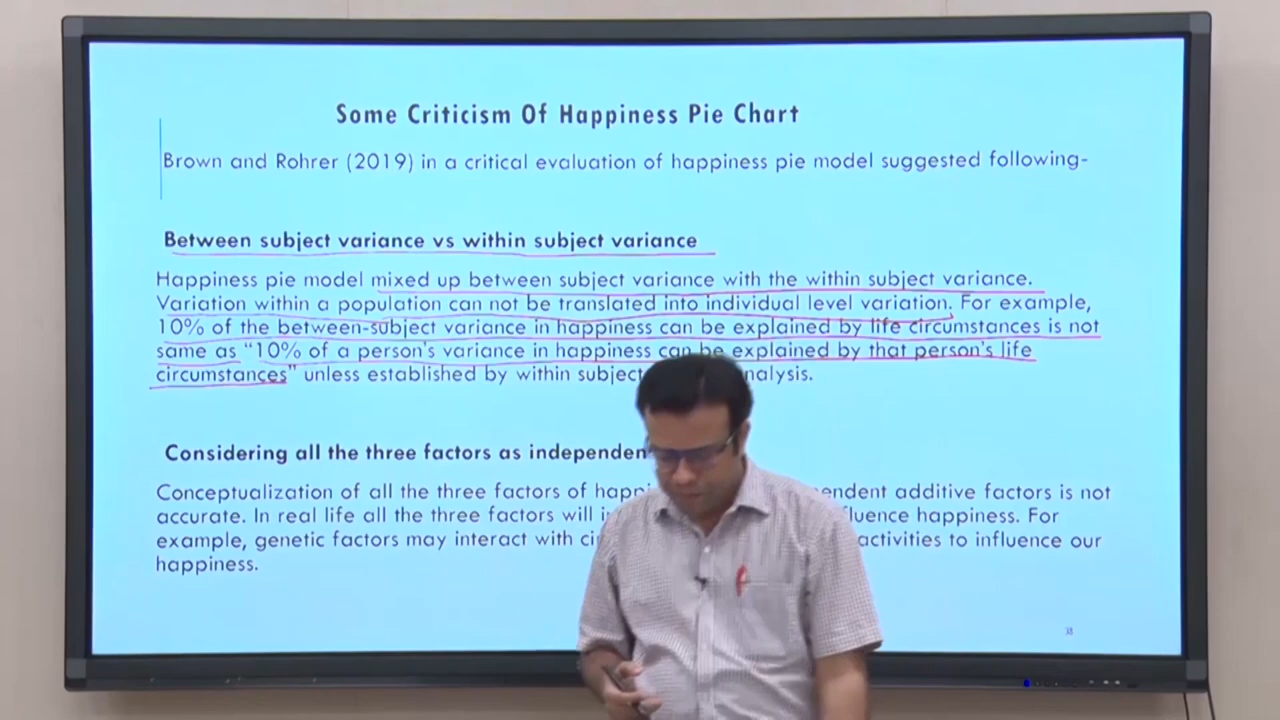 Some Criticism Of Happiness Pie Chart
Brown and Rohrer (2019) in a critical evaluation of happiness pie model suggested following-
Between subject variance vs within subject variance
Happiness pie model mixed up between subject variance with the within subject variance.
Variation within a population can not be translated into individual level variation. For example,
10% of the between-subject variance in happiness can be explained by life circumstances is not
same as "10% of a person's variance in happiness can be explained by that person's life
circumstances" unless established by within subject
Considering all the three factors as
Conceptualization of all the three factors of additive factors is not
accurate. In real life all the three factors will happiness. For
example, genetic factors may interact with activities to influence our
happiness.